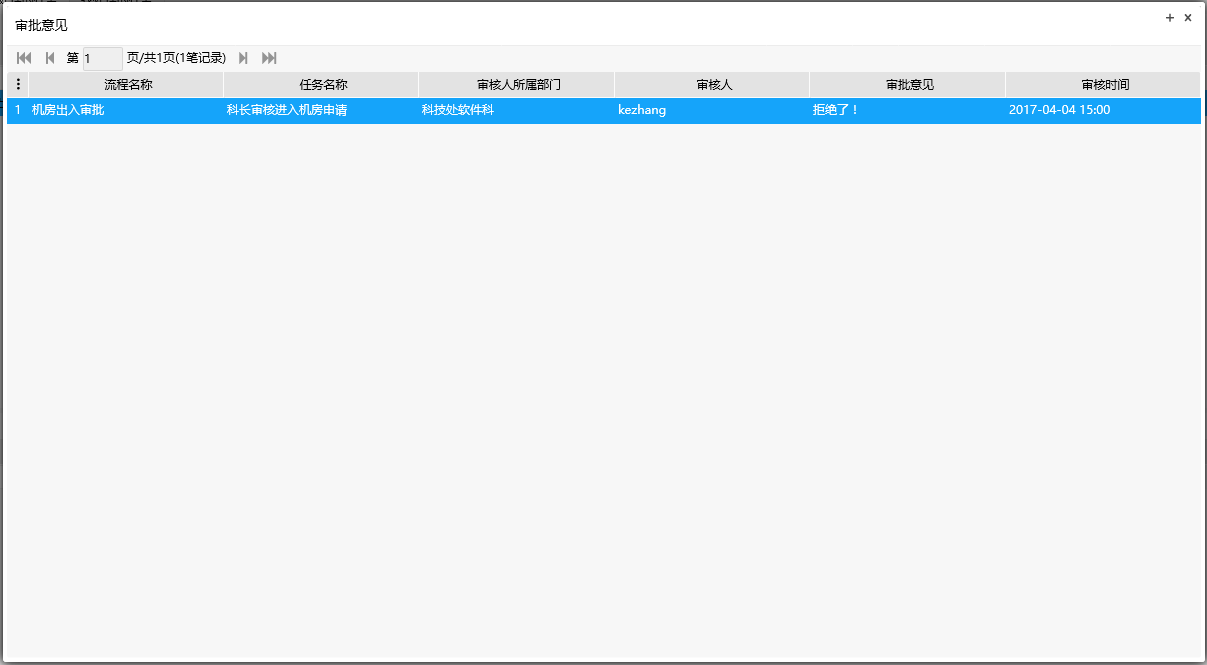 审批意见
第 1 页/共1页(1笔记录)
流程名称 任务名称 审核人所属部门 审核人 审批意见 审核时间
1 机房出入审批 科长审核进入机房申请 科技处软件科 kezhang 拒绝了！ 2017-04-04 15:00